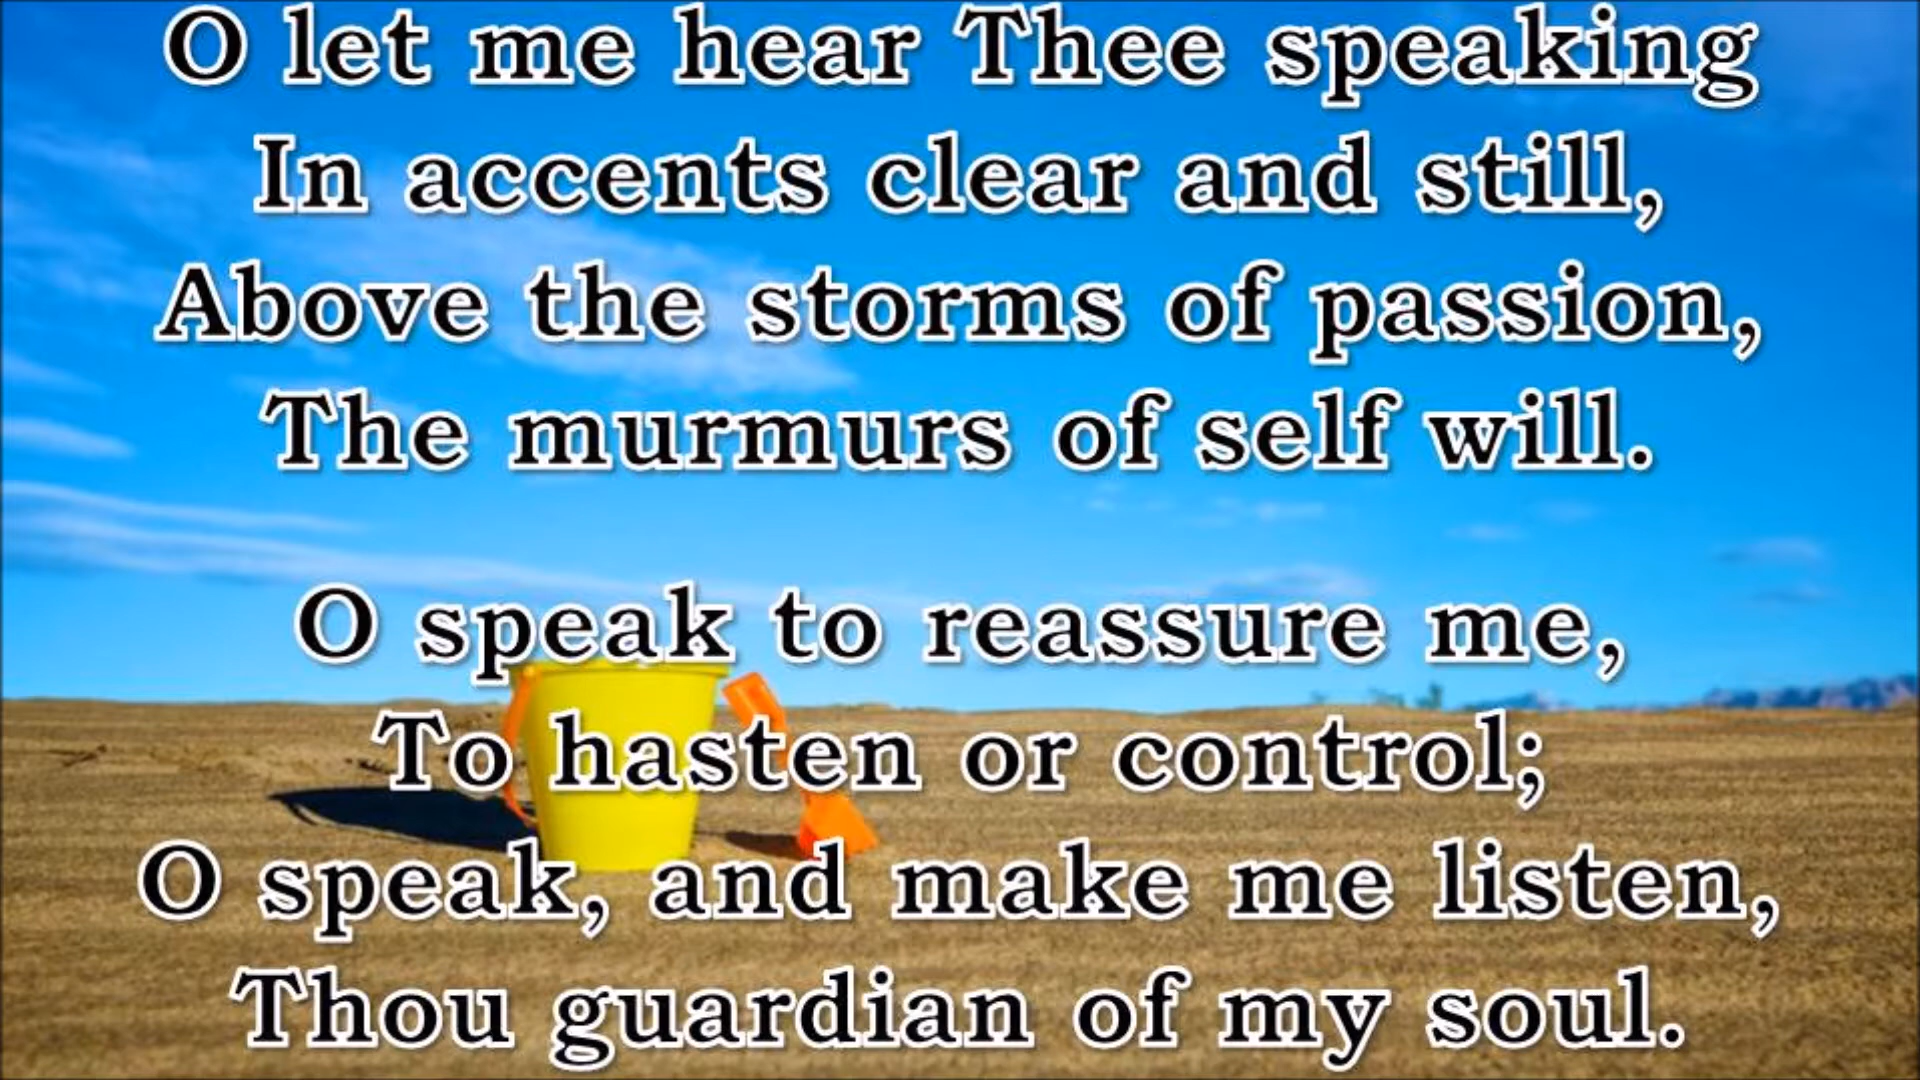 O let me hear Thee speaking
In accents clear and still,
Above the storms of passion,
The murmurs of self will.
O speak to reassure me,
To hasten or control;
O speak, and make me listen,
Thou guardian of my soul.